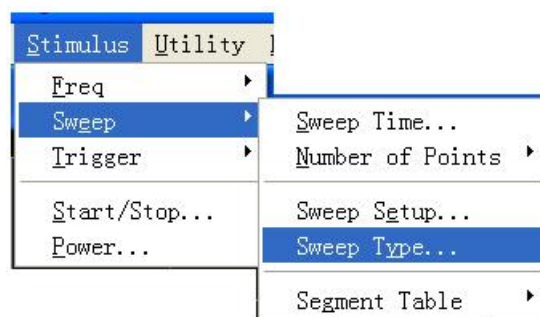 Stimulus Utility
Freq
Sweep
Trigger
Start/Stop...
Power...
Sweep Time...
Number of Points
Sweep Setup...
Sweep Type...
Segment Table